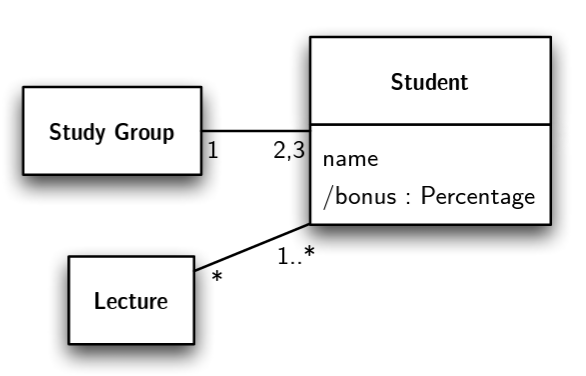 Student
Study Group
1
2,3
name
/bonus : Percentage
1..*
*
Lecture